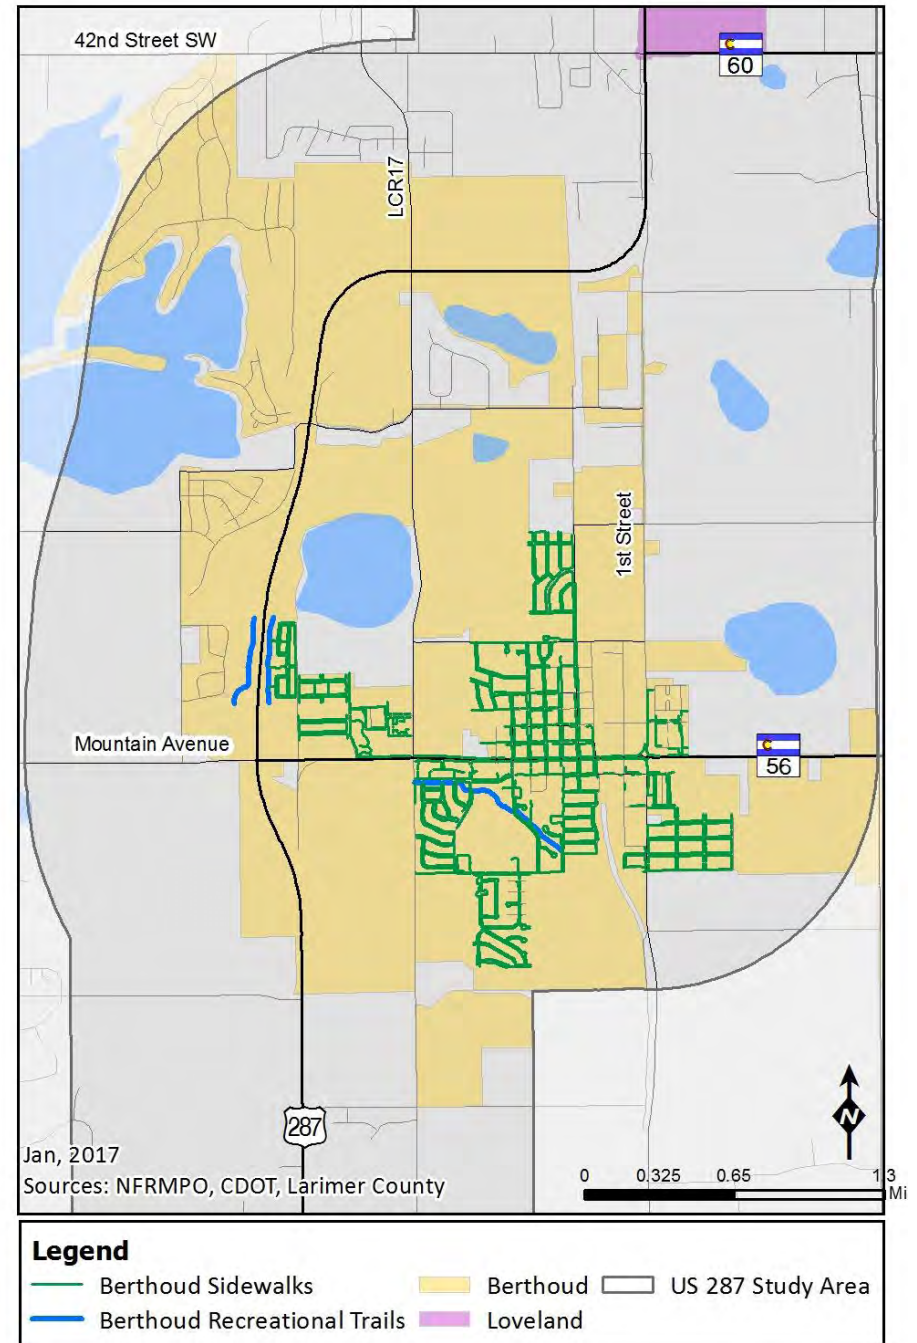 42nd Street SW
C
60
LCR17
1st Street
Mountain Avenue
C
56
287
N
Jan, 2017
Sources: NFRMPO, CDOT, Larimer County
0 0.325 0.65 1.3
Mi
Legend
Berthoud Sidewalks
Berthoud
US 287 Study Area
Berthoud Recreational Trails
Loveland